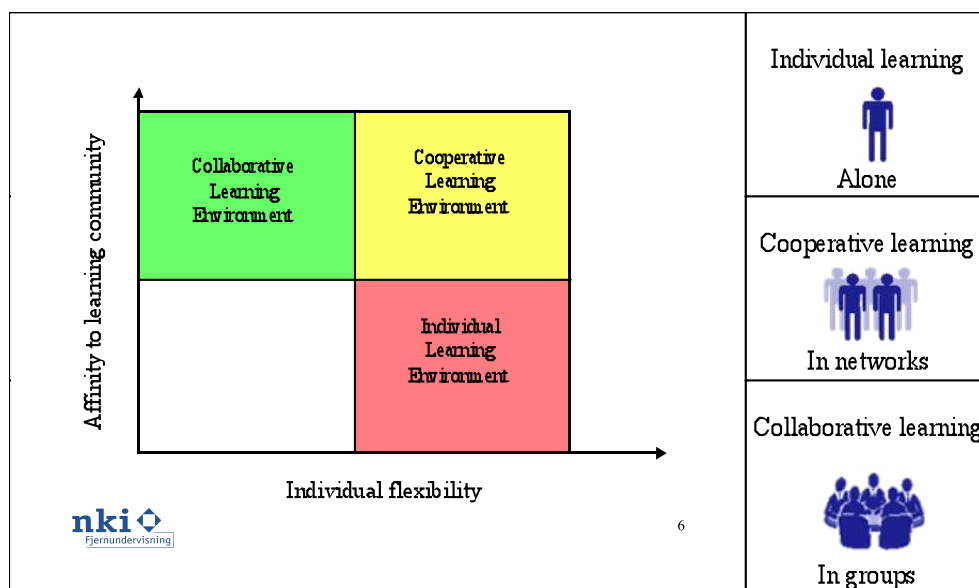 Affinity to learning community
Collaborative
Learning
Environment
Cooperative
Learning
Environment
Individual
Learning
Environment
Individual flexibility
nki
Fjernundervisning
6
Individual learning
Alone
Cooperative learning
In networks
Collaborative learning
In groups